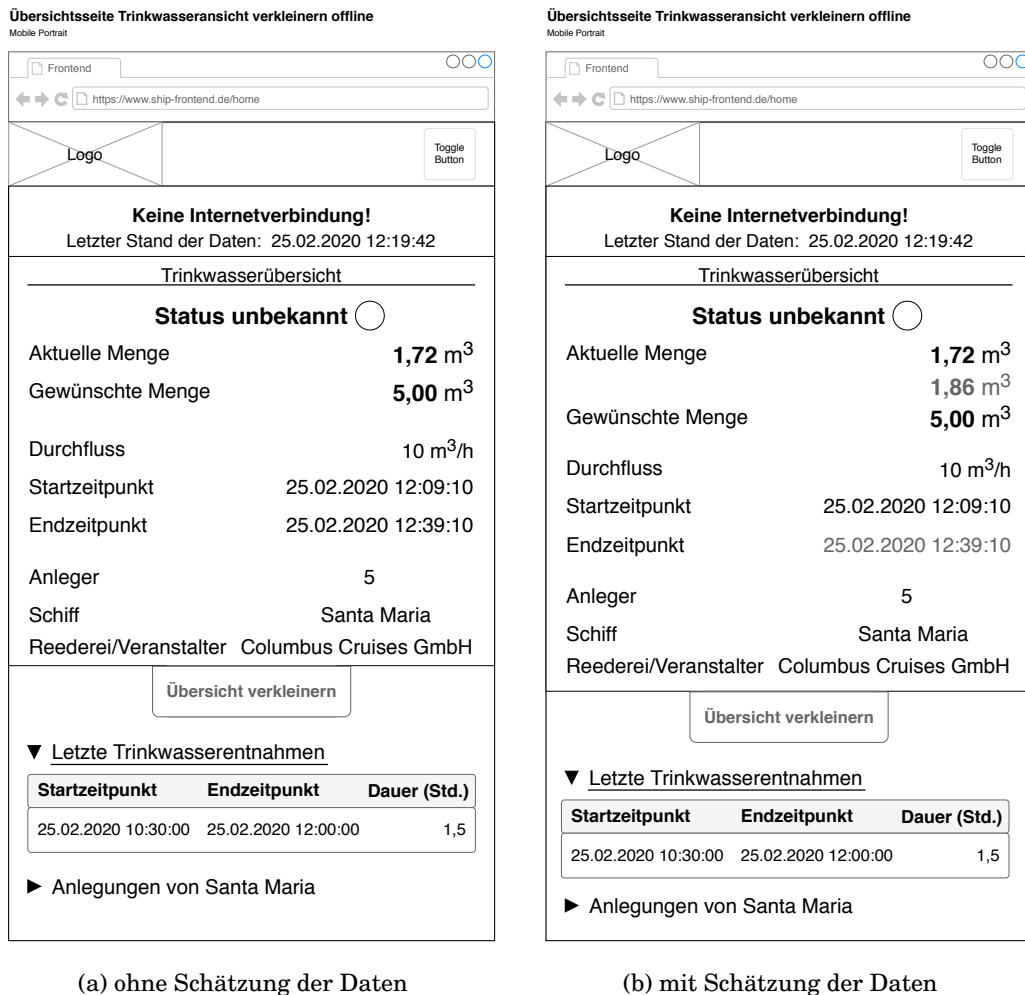 Übersichtsseite Trinkwasseransicht verkleinern offline
Mobile Portrait
Frontend
https://www.ship-frontend.de/home
Logo
Toggle
Button
Keine Internetverbindung!
Letzter Stand der Daten: 25.02.2020 12:19:42
Trinkwasserübersicht
Status unbekannt
Aktuelle Menge 1,72 m³
Gewünschte Menge 5,00 m³
Durchfluss 10 m³/h
Startzeitpunkt 25.02.2020 12:09:10
Endzeitpunkt 25.02.2020 12:39:10
Anleger 5
Schiff Santa Maria
Reederei/Veranstalter Columbus Cruises GmbH
Übersicht verkleinern
▼ Letzte Trinkwasserentnahmen
Startzeitpunkt Endzeitpunkt Dauer (Std.)
25.02.2020 10:30:00 25.02.2020 12:00:00 1,5
► Anlegungen von Santa Maria
(a) ohne Schätzung der Daten
Übersichtsseite Trinkwasseransicht verkleinern offline
Mobile Portrait
Frontend
https://www.ship-frontend.de/home
Logo
Toggle
Button
Keine Internetverbindung!
Letzter Stand der Daten: 25.02.2020 12:19:42
Trinkwasserübersicht
Status unbekannt
Aktuelle Menge 1,72 m³
1,86 m³
Gewünschte Menge 5,00 m³
Durchfluss 10 m³/h
Startzeitpunkt 25.02.2020 12:09:10
Endzeitpunkt 25.02.2020 12:39:10
Anleger 5
Schiff Santa Maria
Reederei/Veranstalter Columbus Cruises GmbH
Übersicht verkleinern
▼ Letzte Trinkwasserentnahmen
Startzeitpunkt Endzeitpunkt Dauer (Std.)
25.02.2020 10:30:00 25.02.2020 12:00:00 1,5
► Anlegungen von Santa Maria
(b) mit Schätzung der Daten